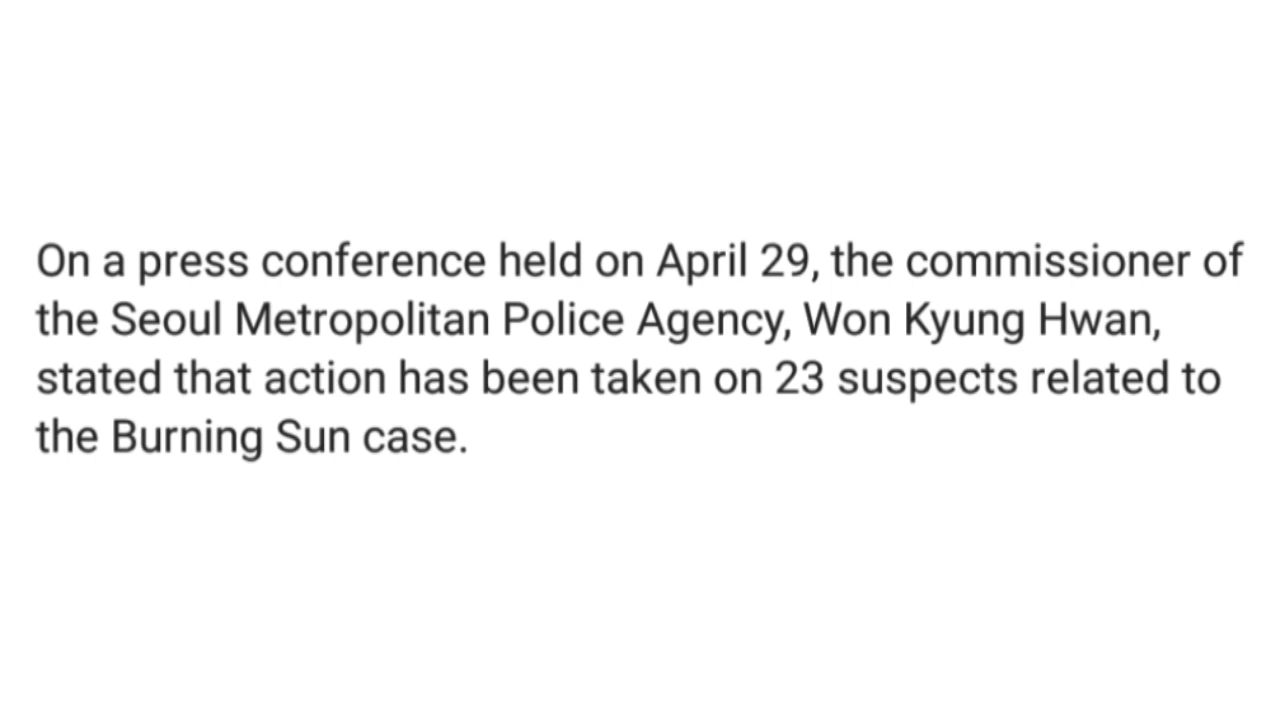 On a press conference held on April 29, the commissioner of
the Seoul Metropolitan Police Agency, Won Kyung Hwan,
stated that action has been taken on 23 suspects related to
the Burning Sun case.